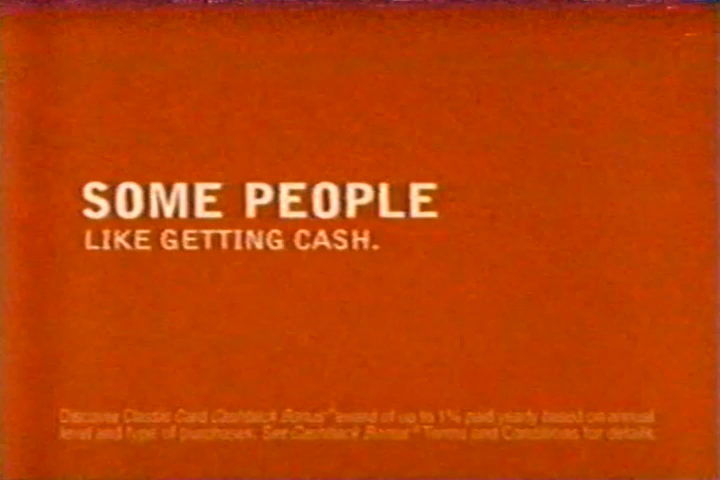 SOME PEOPLE
LIKE GETTING CASH.
Discover Classic Card Cashback Bonus® award of up to 1% paid yearly based on annual
level and type of purchases. See Cashback Bonus® Terms and Conditions for details.